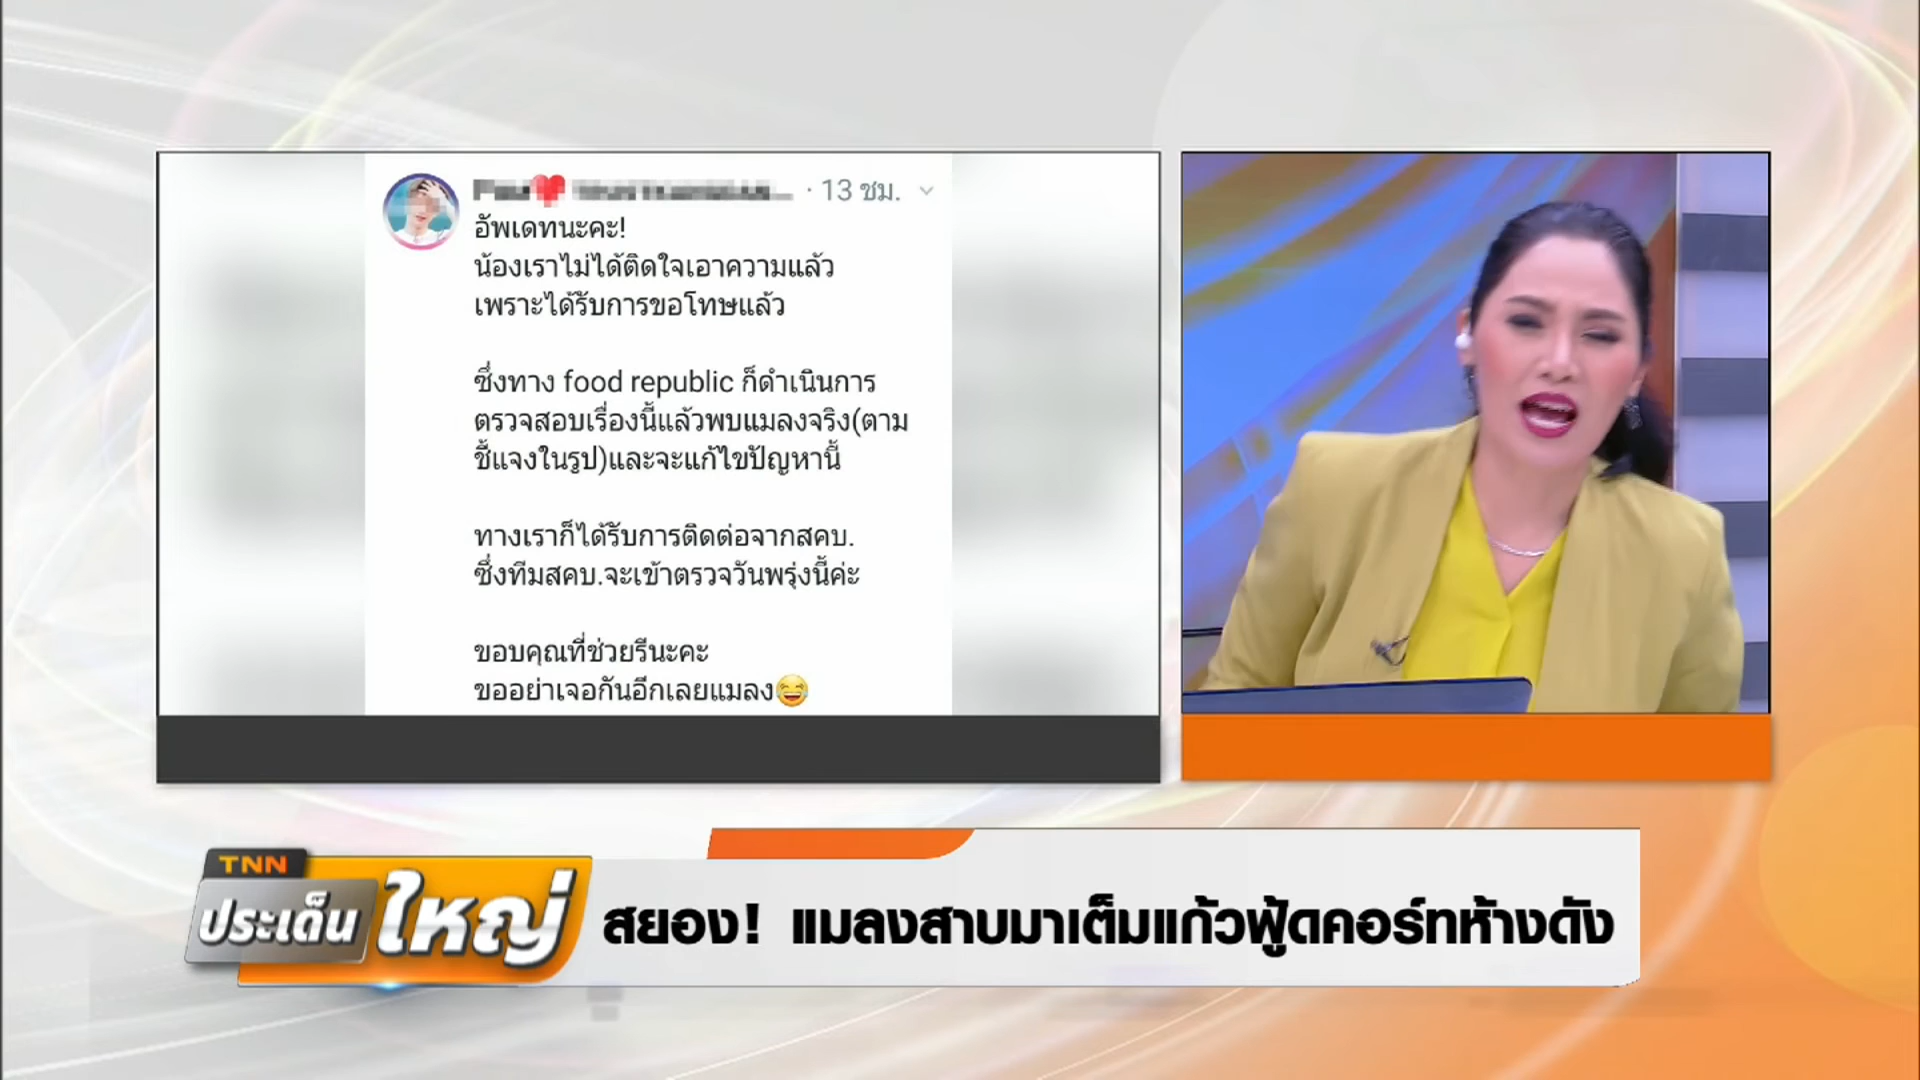 · 13 ชม.
อัพเดทนะคะ!
น้องเราไม่ได้ติดใจเอาความแล้ว
เพราะได้รับการขอโทษแล้ว
ซึ่งทาง food republic ก็ดำเนินการ
ตรวจสอบเรื่องนี้แล้วพบแมลงจริง(ตาม
ชี้แจงในรูป)และจะแก้ไขปัญหานี้
ทางเราก็ได้รับการติดต่อจากสคบ.
ซึ่งทีมสคบ.จะเข้าตรวจวันพรุ่งนี้ค่ะ
ขอบคุณที่ช่วยรีนะคะ
ขออย่าเจอกันอีกเลยแมลง😂
TNN
ประเด็นใหญ่
สยอง! แมลงสาบมาเต็มแก้วฟู้ดคอร์ทห้างดัง